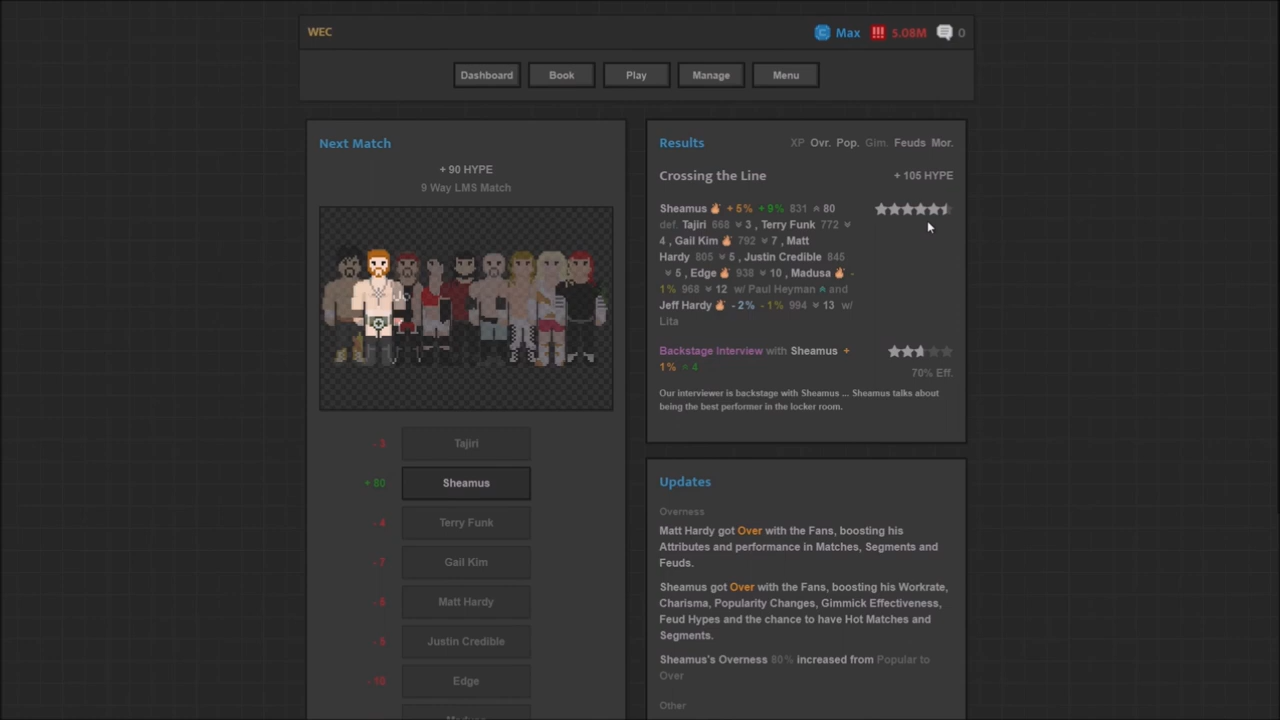 WEC
Max
5.08M
0
Dashboard
Book
Play
Manage
Menu
Next Match
+ 90 HYPE
9 Way LMS Match
- 3
Tajiri
+ 80
Sheamus
- 4
Terry Funk
- 7
Gail Kim
- 5
Matt Hardy
- 5
Justin Credible
- 10
Edge
Madusa
Results
XP Ovr. Pop. Gim. Feuds Mor.
Crossing the Line
+ 105 HYPE
Sheamus + 5% + 9% 831 80
def. Tajiri 668 3 , Terry Funk 772
4 , Gail Kim 792 7 , Matt
Hardy 805 5 , Justin Credible 845
5 , Edge 938 10 , Madusa -
1% 968 12 w/ Paul Heyman and
Jeff Hardy - 2% - 1% 994 13 w/
Lita
Backstage Interview with Sheamus +
1% 4
70% Eff.
Our interviewer is backstage with Sheamus ... Sheamus talks about
being the best performer in the locker room.
Updates
Overness
Matt Hardy got Over with the Fans, boosting his
Attributes and performance in Matches, Segments and
Feuds.
Sheamus got Over with the Fans, boosting his Workrate,
Charisma, Popularity Changes, Gimmick Effectiveness,
Feud Hypes and the chance to have Hot Matches and
Segments.
Sheamus's Overness 80% increased from Popular to
Over
Other